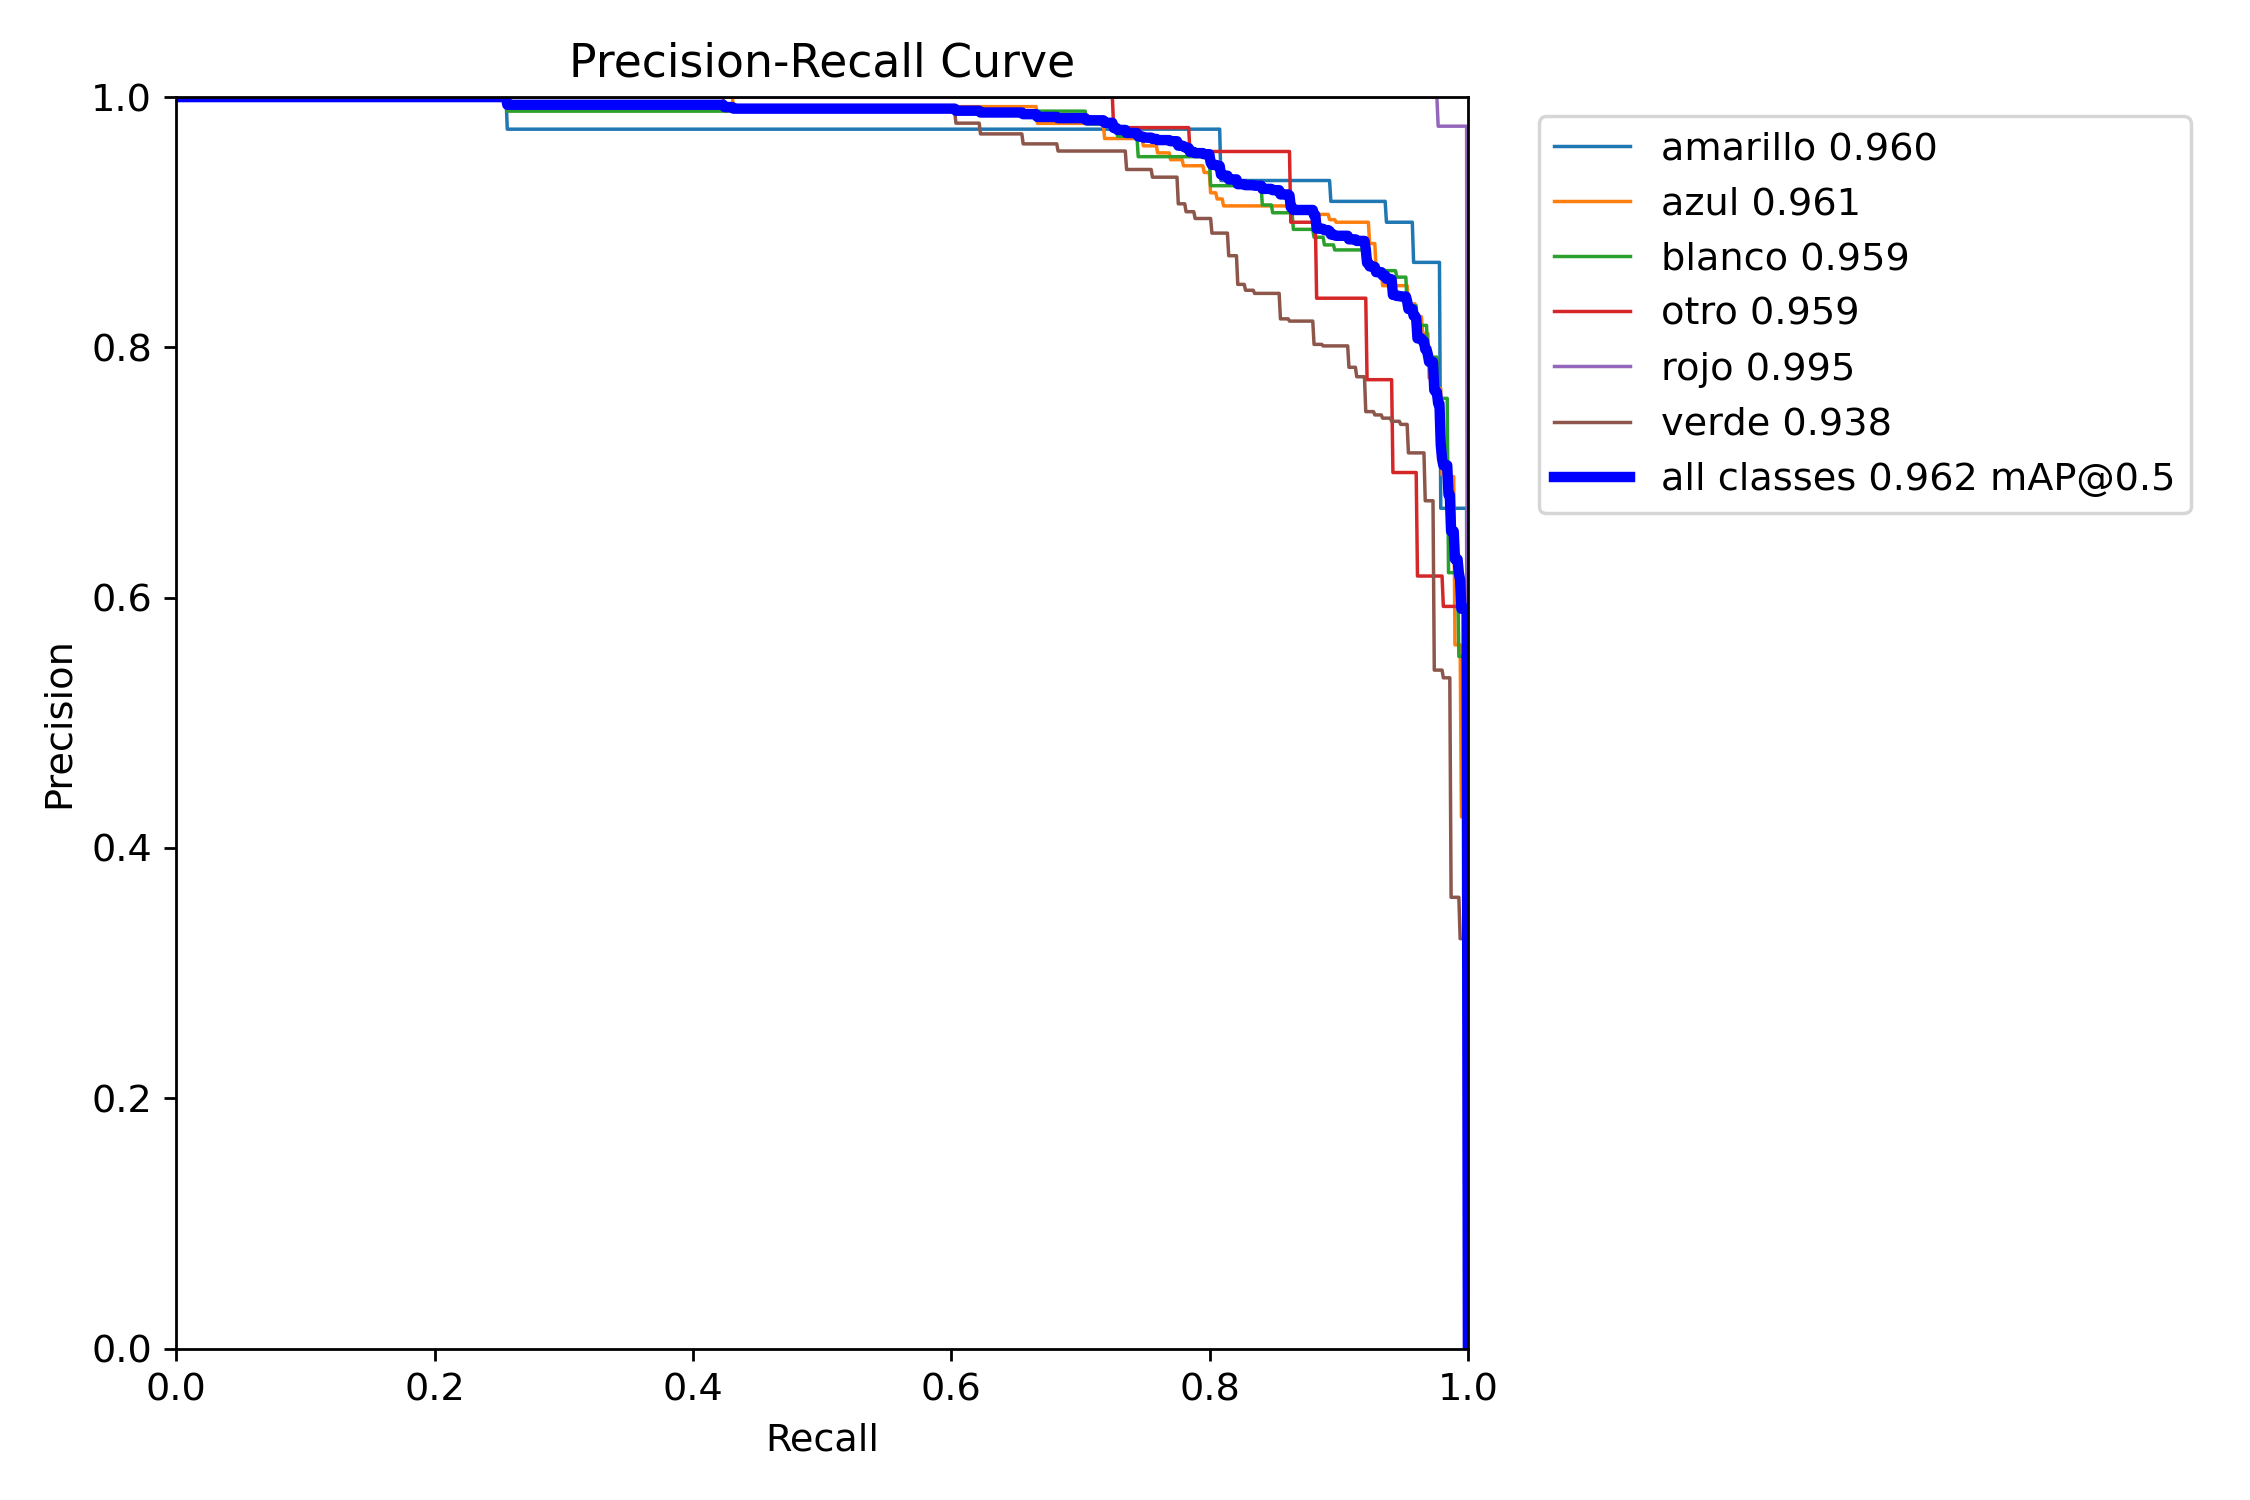 Precision-Recall Curve
1.0
0.8
0.6
0.4
0.2
0.0
Precision
0.0 0.2 0.4 0.6 0.8 1.0
Recall
amarillo 0.960
azul 0.961
blanco 0.959
otro 0.959
rojo 0.995
verde 0.938
all classes 0.962 mAP@0.5